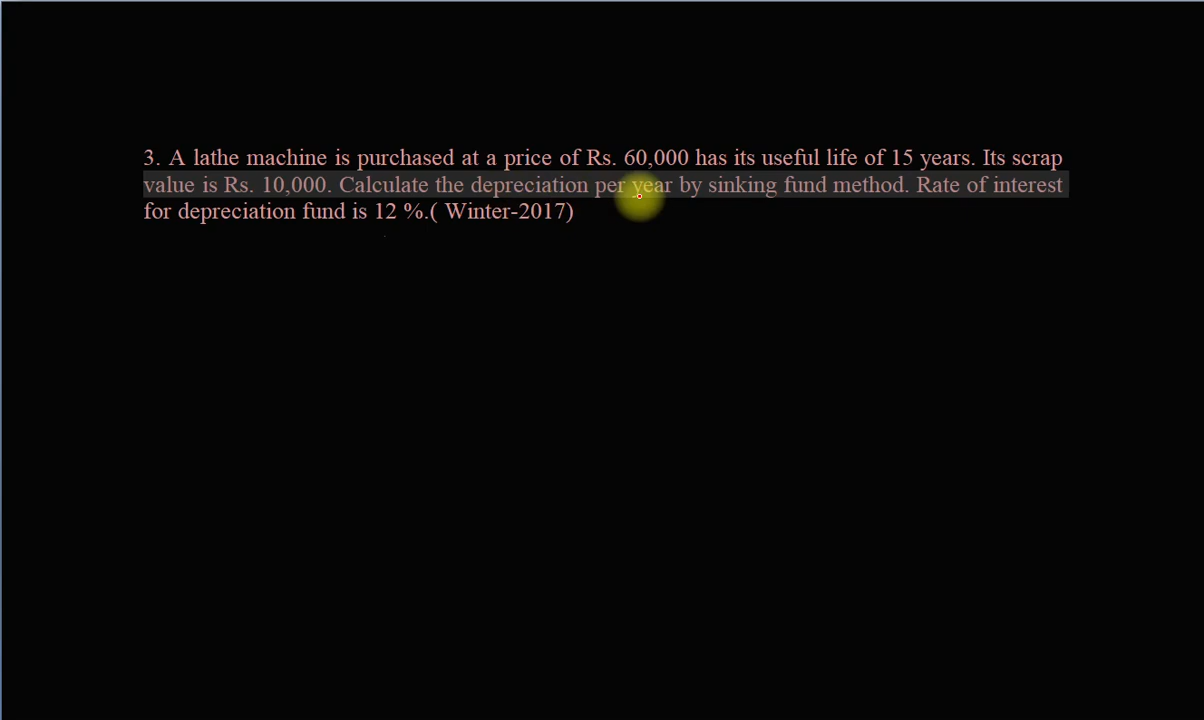 3. A lathe machine is purchased at a price of Rs. 60,000 has its useful life of 15 years. Its scrap
value is Rs. 10,000. Calculate the depreciation per year by sinking fund method. Rate of interest
for depreciation fund is 12 %.( Winter-2017)